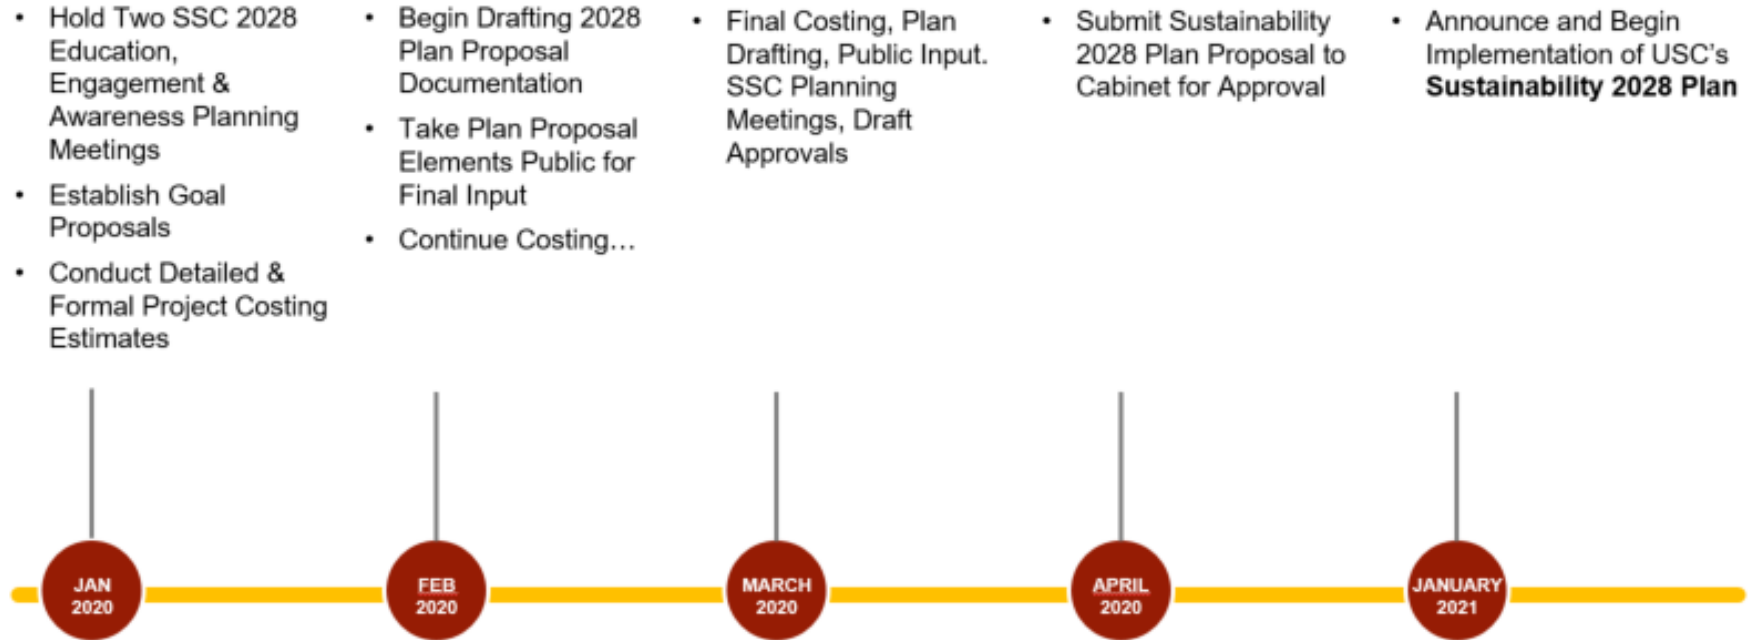 • Hold Two SSC 2028
Education,
Engagement &
Awareness Planning
Meetings
• Establish Goal
Proposals
• Conduct Detailed &
Formal Project Costing
Estimates
• Begin Drafting 2028
Plan Proposal
Documentation
• Take Plan Proposal
Elements Public for
Final Input
• Continue Costing…
• Final Costing, Plan
Drafting, Public Input.
SSC Planning
Meetings, Draft
Approvals
• Submit Sustainability
2028 Plan Proposal to
Cabinet for Approval
• Announce and Begin
Implementation of USC’s
Sustainability 2028 Plan
JAN
2020
FEB
2020
MARCH
2020
APRIL
2020
JANUARY
2021